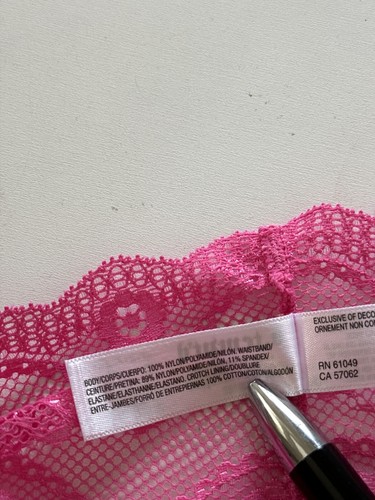 BODY/CORPS/CUERPO: 100% NYLON/POLYAMIDE/NILÓN. WAISTBAND/
CEINTURE/PRETINA: 89% NYLON/POLYAMIDE/NILÓN. 11% SPANDEX/
ÉLASTANE/ELASTHANNE/ELASTANO. CROTCH LINING/DOUBLURE
ENTRE-JAMBES/FORRO DE ENTREPIERNAS 100% COTTON/COTON/ALGODÓN
EXCLUSIVE OF DECO
ORNEMENT NON CO
RN 61049
CA 57062